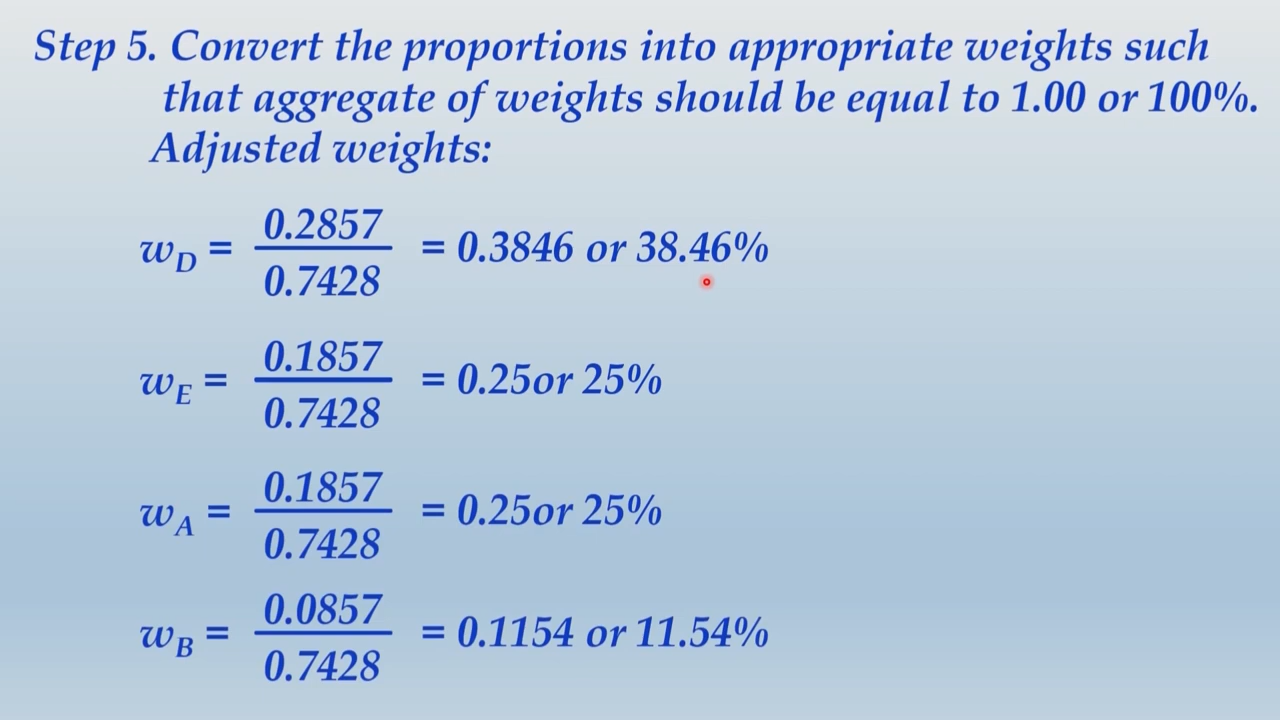 Step 5. Convert the proportions into appropriate weights such
that aggregate of weights should be equal to 1.00 or 100%.
Adjusted weights:
w_D = 0.2857 / 0.7428 = 0.3846 or 38.46%
w_E = 0.1857 / 0.7428 = 0.25or 25%
w_A = 0.1857 / 0.7428 = 0.25or 25%
w_B = 0.0857 / 0.7428 = 0.1154 or 11.54%